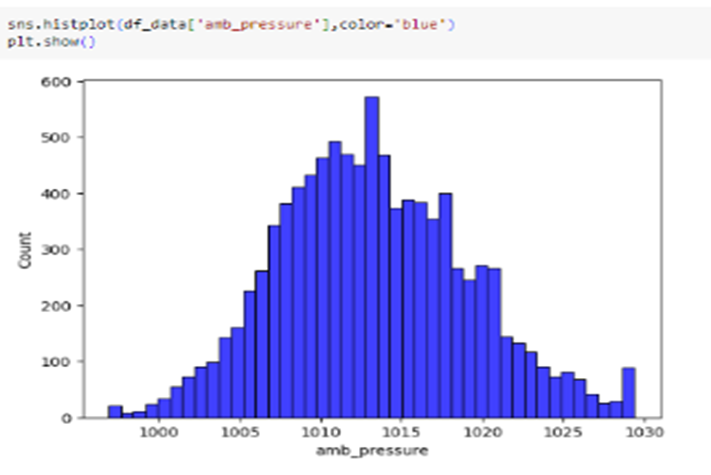 sns.histplot(df_data['amb_pressure'],color='blue')
plt.show()
600
500
400
300
200
100
0
Count
1000 1005 1010 1015 1020 1025 1030
amb_pressure